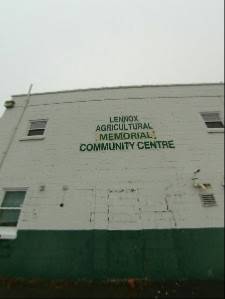 LENNOX
AGRICULTURAL
MEMORIAL
COMMUNITY CENTRE